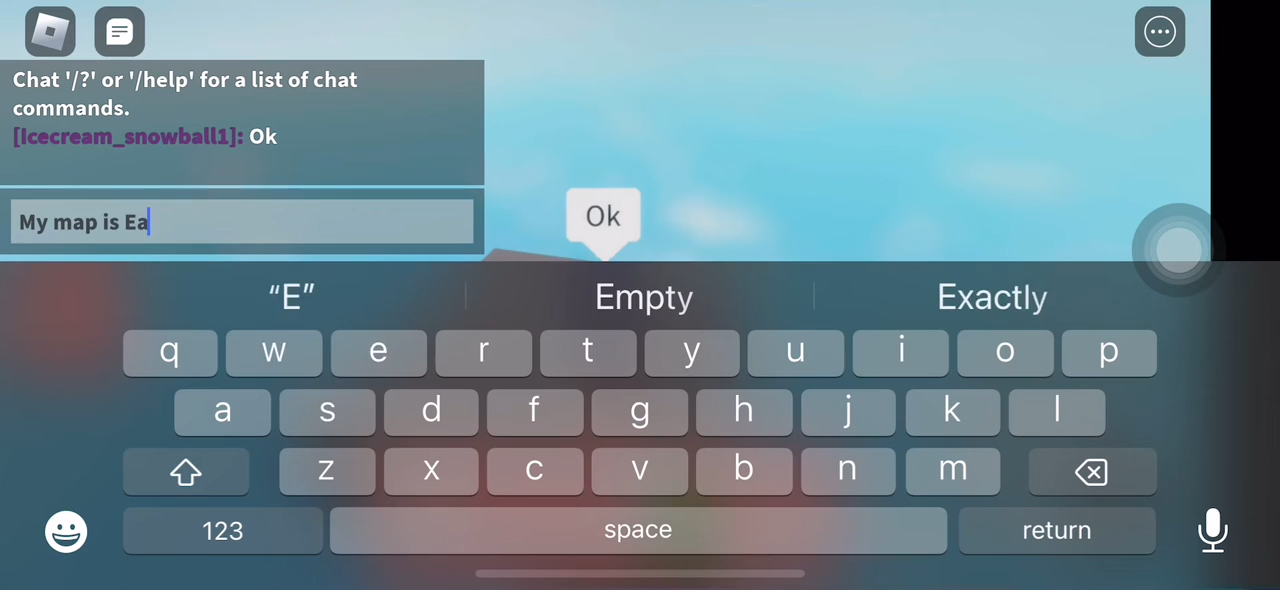 Chat '/?' or '/help' for a list of chat
commands.
[Icecream_snowball1]: Ok
My map is Ea
Ok
“E” Empty Exactly
q w e r t y u i o p
a s d f g h j k l
z x c v b n m
123 space return